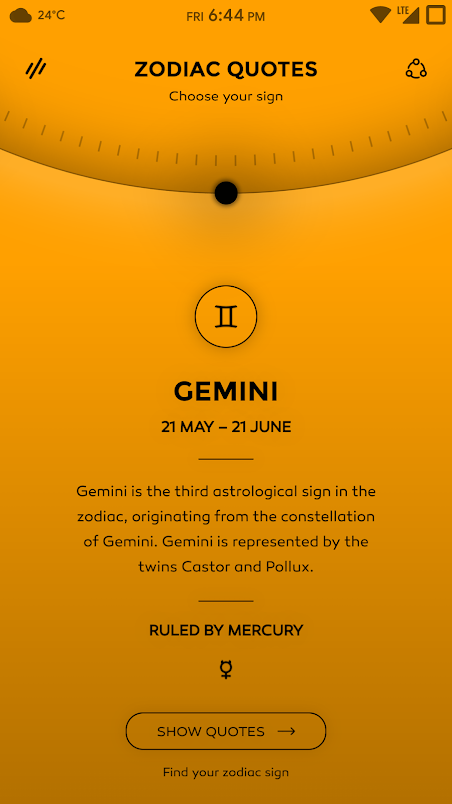 24°C FRI 6:44 PM LTE
ZODIAC QUOTES
Choose your sign
GEMINI
21 MAY – 21 JUNE
Gemini is the third astrological sign in the
zodiac, originating from the constellation
of Gemini. Gemini is represented by the
twins Castor and Pollux.
RULED BY MERCURY
SHOW QUOTES
Find your zodiac sign